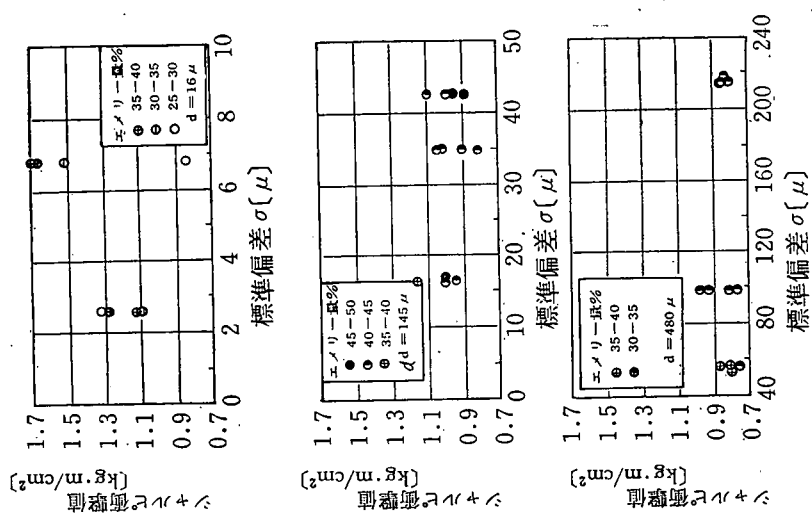 シャルピ衝撃値
[kg·m/cm²]
1.7
1.5
1.3
1.1
0.9
0.7
エメリー量%
35-40
30-35
25-30
d=16μ
0 2 4 6 8 10
標準偏差σ[μ]
シャルピ衝撃値
[kg·m/cm²]
1.7
1.5
1.3
1.1
0.9
0.7
エメリー量%
45-50
40-45
35-40
d=145μ
0 10 20 30 40 50
標準偏差σ[μ]
シャルピ衝撃値
[kg·m/cm²]
1.7
1.5
1.3
1.1
0.9
0.7
エメリー量%
35-40
30-35
d=480μ
40 80 120 160 200 240
標準偏差σ[μ]